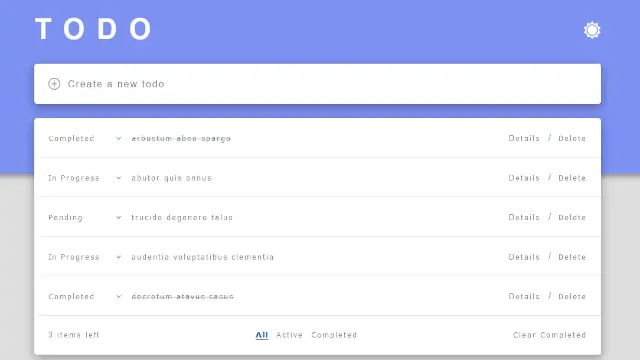 TODO
Create a new todo
Completed arbustum abeo spargo Details / Delete
In Progress abutor quis annus Details / Delete
Pending trucido degenero talus Details / Delete
In Progress audentia voluptatibus clementia Details / Delete
Completed decretum atavus casus Details / Delete
3 items left All Active Completed Clear Completed